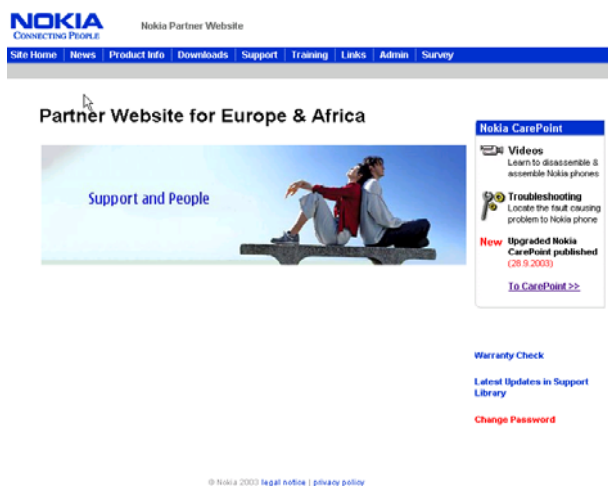 NOKIA
CONNECTING PEOPLE
Nokia Partner Website
Site Home News Product Info Downloads Support Training Links Admin Survey
Partner Website for Europe & Africa
Support and People
Nokia CarePoint
Videos
Learn to disassemble &
assemble Nokia phones
Troubleshooting
Locate the fault causing
problem to Nokia phone
New Upgraded Nokia
CarePoint published
(28.9.2003)
To CarePoint >>
Warranty Check
Latest Updates in Support
Library
Change Password
© Nokia 2003 legal notice | privacy policy